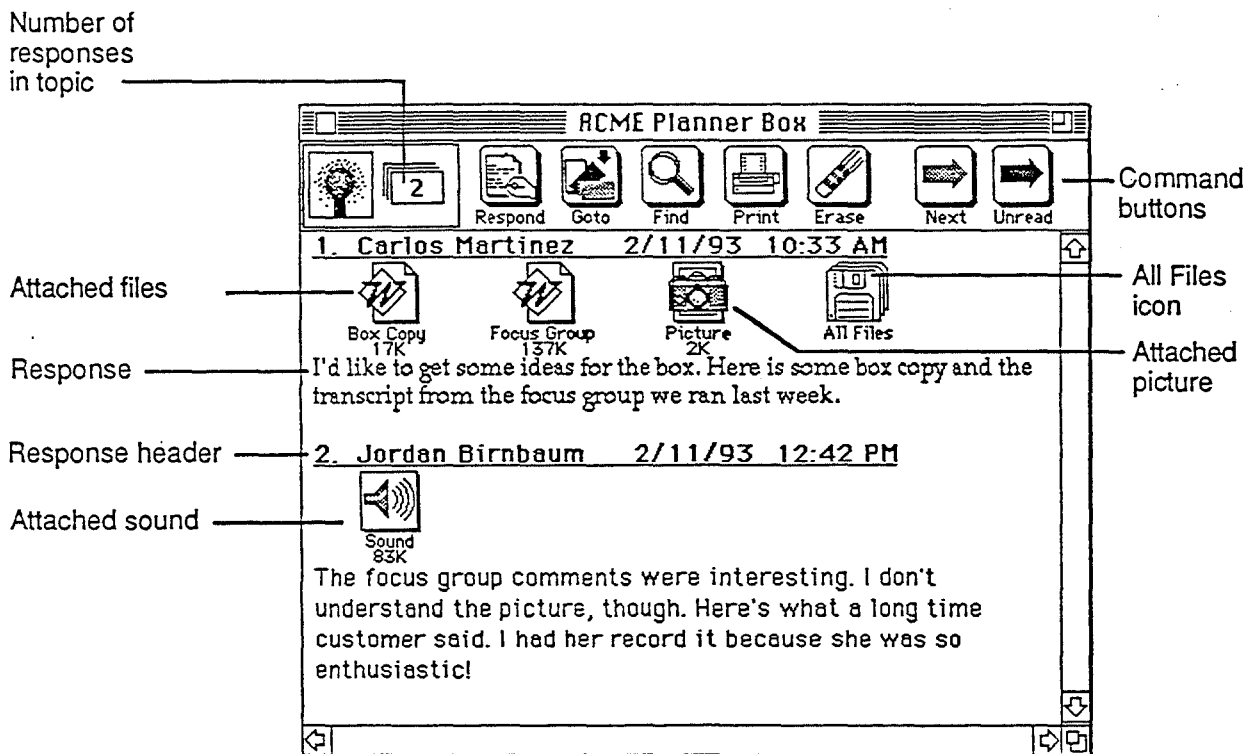 Number of
responses
in topic
ACME Planner Box
2
Respond Goto Find Print Erase Next Unread
Command
buttons
1. Carlos Martinez 2/11/93 10:33 AM
Attached files
All Files
icon
Box Copy Focus Group Picture All Files
17K 137K 2K
Attached
picture
Response
I'd like to get some ideas for the box. Here is some box copy and the
transcript from the focus group we ran last week.
Response header
2. Jordan Birnbaum 2/11/93 12:42 PM
Attached sound
Sound
83K
The focus group comments were interesting. I don't
understand the picture, though. Here's what a long time
customer said. I had her record it because she was so
enthusiastic!